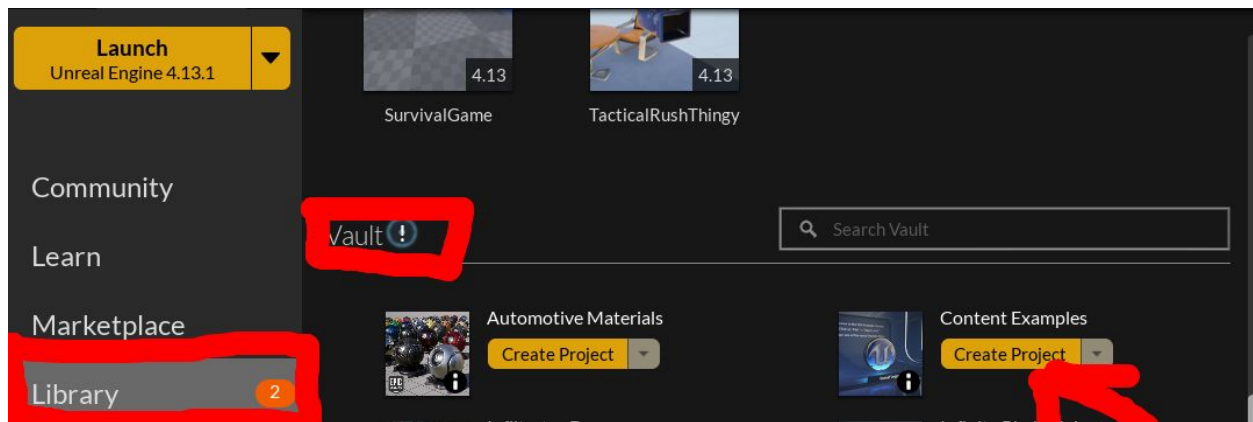 Launch
Unreal Engine 4.13.1
4.13
4.13
SurvivalGame
TacticalRushThingy
Community
Learn
Marketplace
Library
2
Vault
Search Vault
Automotive Materials
Create Project
Content Examples
Create Project